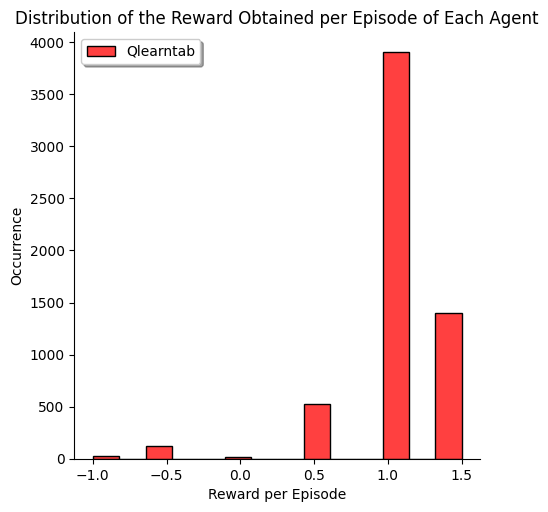 Distribution of the Reward Obtained per Episode of Each Agent
Qlearntab
4000
3500
3000
2500
2000
1500
1000
500
0
Occurrence
−1.0 −0.5 0.0 0.5 1.0 1.5
Reward per Episode